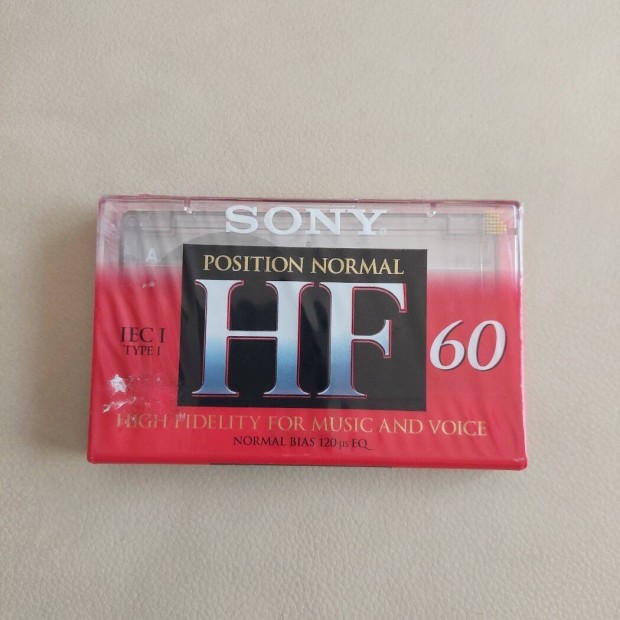 SONY®
A
POSITION NORMAL
HF
60
IEC I
TYPE I
HIGH FIDELITY FOR MUSIC AND VOICE
NORMAL BIAS 120 µs EQ